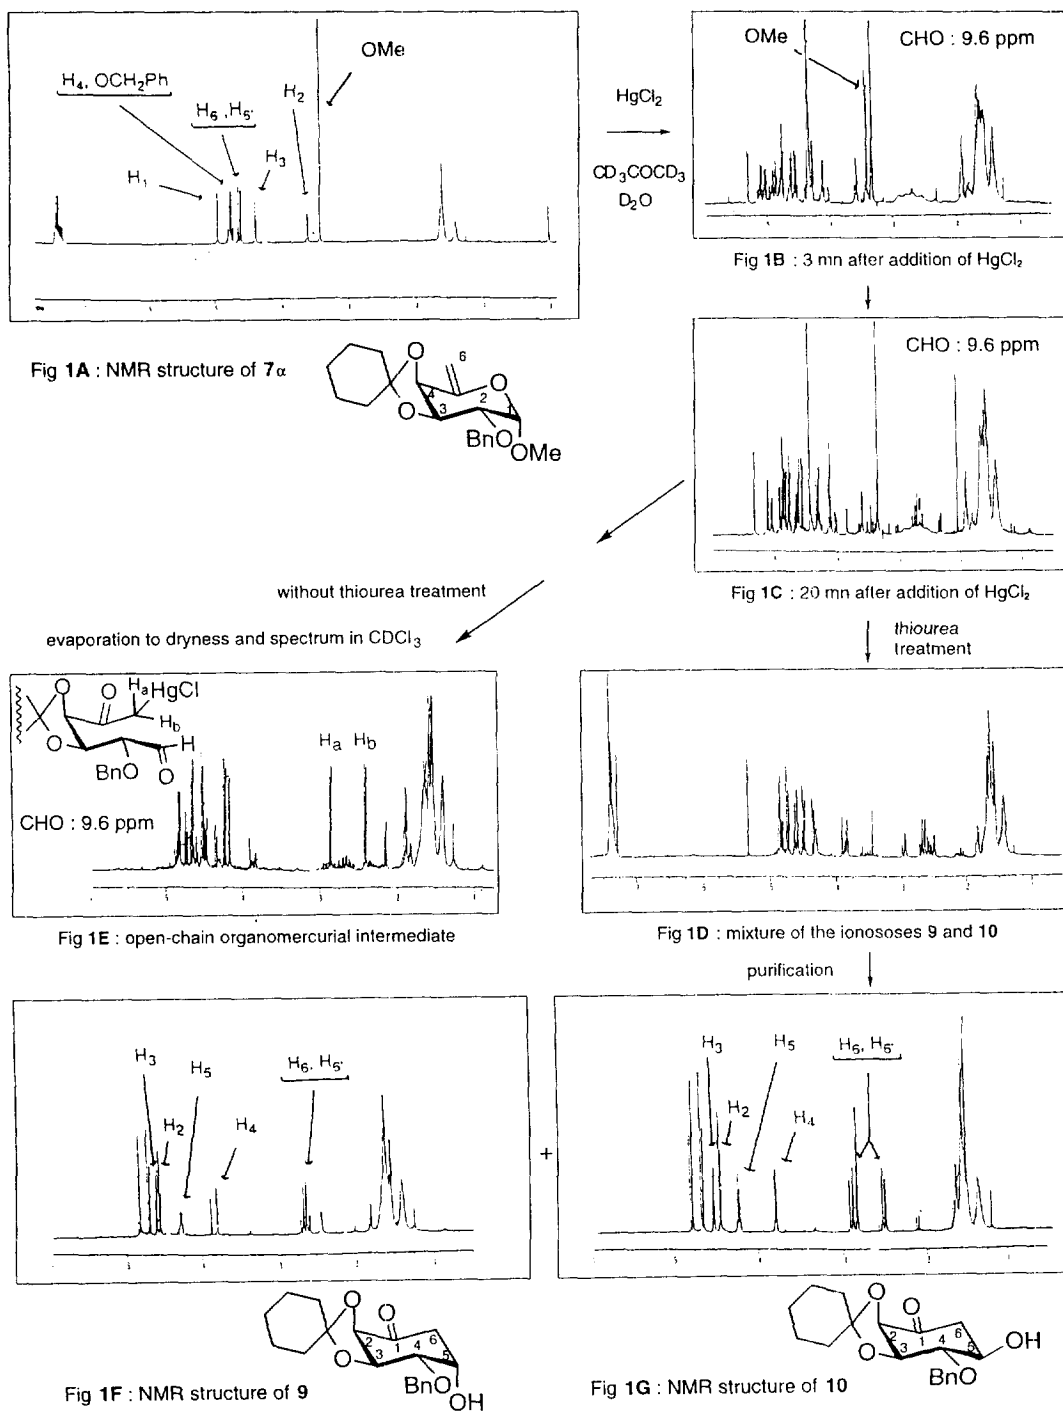 OMe
H₄, OCH₂Ph
H₆, H₆'
H₂
H₁
H₃
Fig 1A : NMR structure of 7α
O
6
4
3
2
O
1
O
BnO
OMe
HgCl₂
CD₃COCD₃
D₂O
OMe
CHO : 9.6 ppm
Fig 1B : 3 mn after addition of HgCl₂
CHO : 9.6 ppm
Fig 1C : 20 mn after addition of HgCl₂
without thiourea treatment
evaporation to dryness and spectrum in CDCl₃
thiourea
treatment
O
O
Hₐ
HgCl
H_b
O
H
BnO
O
CHO : 9.6 ppm
Hₐ
H_b
Fig 1E : open-chain organomercurial intermediate
Fig 1D : mixture of the ionososes 9 and 10
purification
H₃
H₂
H₅
H₄
H₆, H₆'
+
H₃
H₂
H₅
H₄
H₆, H₆'
O
O
2
1
6
3
4
5
O
BnO
OH
Fig 1F : NMR structure of 9
O
O
2
1
6
3
4
5
O
OH
BnO
Fig 1G : NMR structure of 10